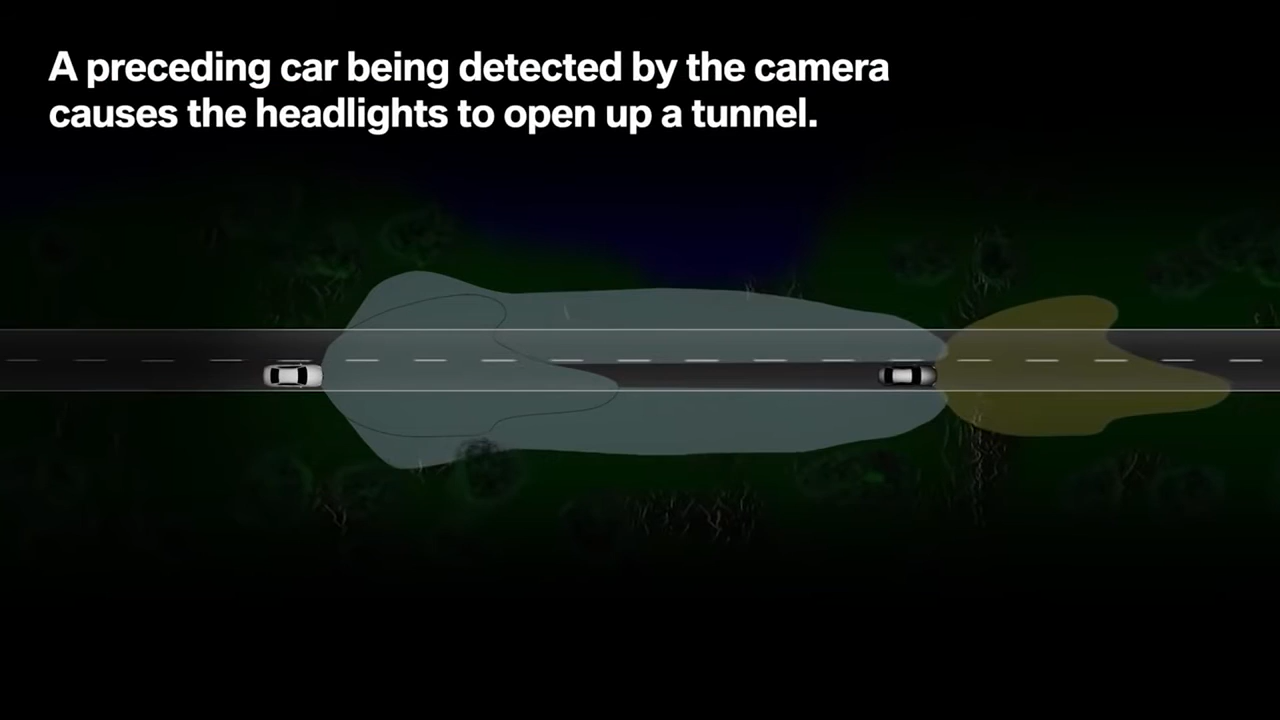 A preceding car being detected by the camera
causes the headlights to open up a tunnel.